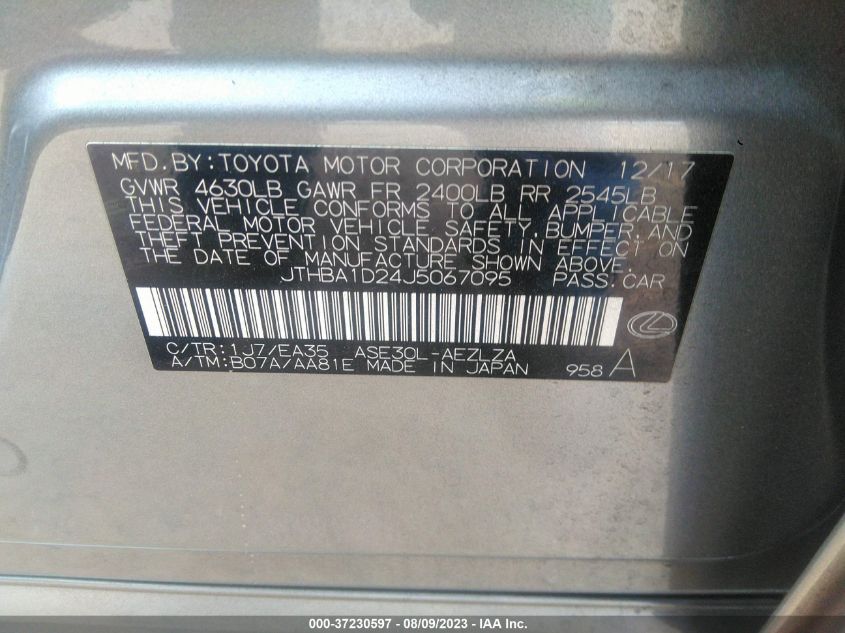 MFD.BY:TOYOTA MOTOR CORPORATION 12/17
GVWR 4630LB GAWR FR 2400LB RR 2545LB
THIS VEHICLE CONFORMS TO ALL APPLICABLE
FEDERAL MOTOR VEHICLE SAFETY,BUMPER,AND
THEFT PREVENTION STANDARDS IN EFFECT ON
THE DATE OF MANUFACTURE SHOWN ABOVE.
JTHBA1D24J5067095 PASS.CAR
C/TR:1J7/EA35 ASE30L-AEZLZA
A/TM:B07A/AA81E MADE IN JAPAN 958 A
000-37230597 - 08/09/2023 - IAA Inc.